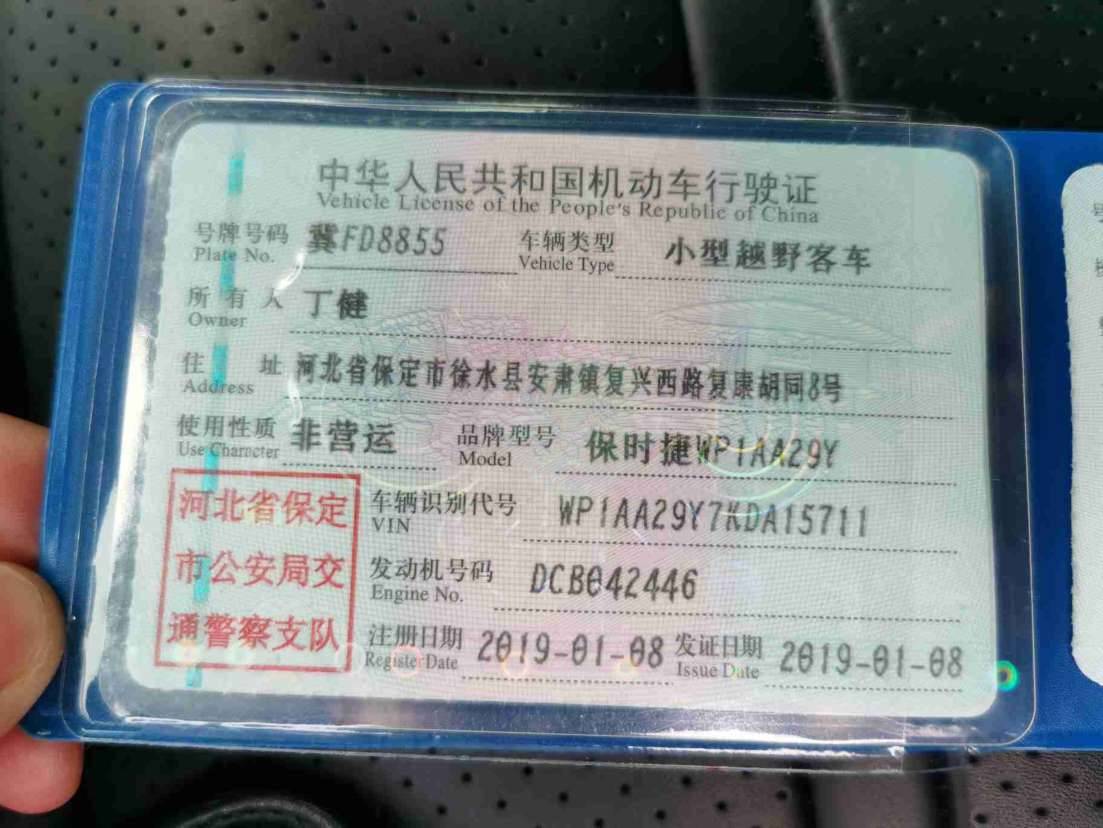 中华人民共和国机动车行驶证
Vehicle License of the People's Republic of China
号牌号码 冀FD8855 车辆类型 小型越野客车
Plate No. Vehicle Type
所有人 丁健
Owner
住址 河北省保定市徐水县安肃镇复兴西路复康胡同8号
Address
使用性质 非营运 品牌型号 保时捷WP1AA29Y
Use Character Model
河北省保定
市公安局交
通警察支队
车辆识别代号 WP1AA29Y7KDA15711
VIN
发动机号码 DCB042446
Engine No.
注册日期 2019-01-08 发证日期 2019-01-08
Register Date Issue Date
号